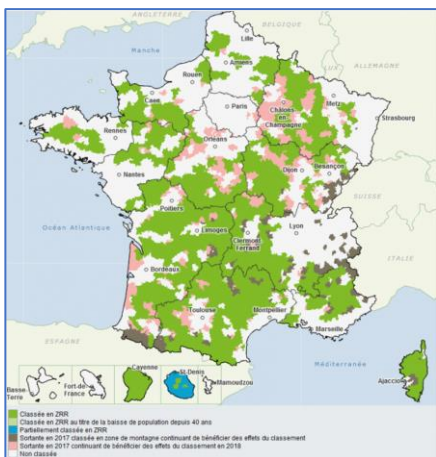 ANGLETERRE
BELGIQUE
Lille
Manche
Amiens
ALLEMAGNE
Rouen
LUX.
Caen
Metz
Paris
Châlons
en
Champagne
Strasbourg
Rennes
Orléans
Nantes
Dijon
Besançon
Poitiers
SUISSE
Océan Atlantique
Limoges
Clermont
Ferrand
Lyon
ITALIE
Bordeaux
Toulouse
Montpellier
Marseille
ESPAGNE
Méditerranée
Ajaccio
Basse-
Terre
Fort-de-
France
Cayenne
St-Denis
Mamoudzou
Classée en ZRR
Classée en ZRR au titre de la baisse de population depuis 40 ans
Partiellement classée en ZRR
Sortante en 2017 classée en zone de montagne continuant de bénéficier des effets du classement
Sortante en 2017 continuant de bénéficier des effets du classement en 2018
Non classée